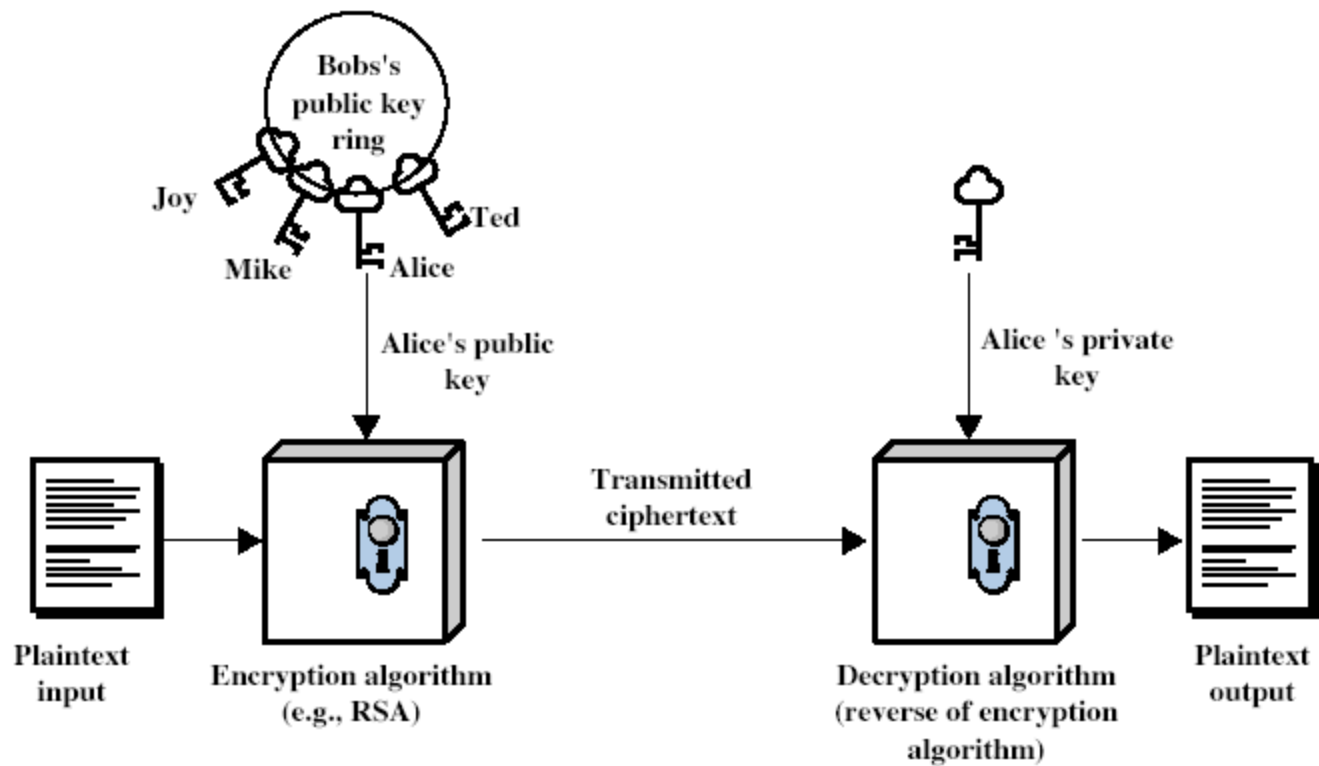 Bobs's
public key
ring
Joy
Ted
Mike
Alice
Alice's public
key
Alice 's private
key
Transmitted
ciphertext
Plaintext
input
Encryption algorithm
(e.g., RSA)
Decryption algorithm
(reverse of encryption
algorithm)
Plaintext
output